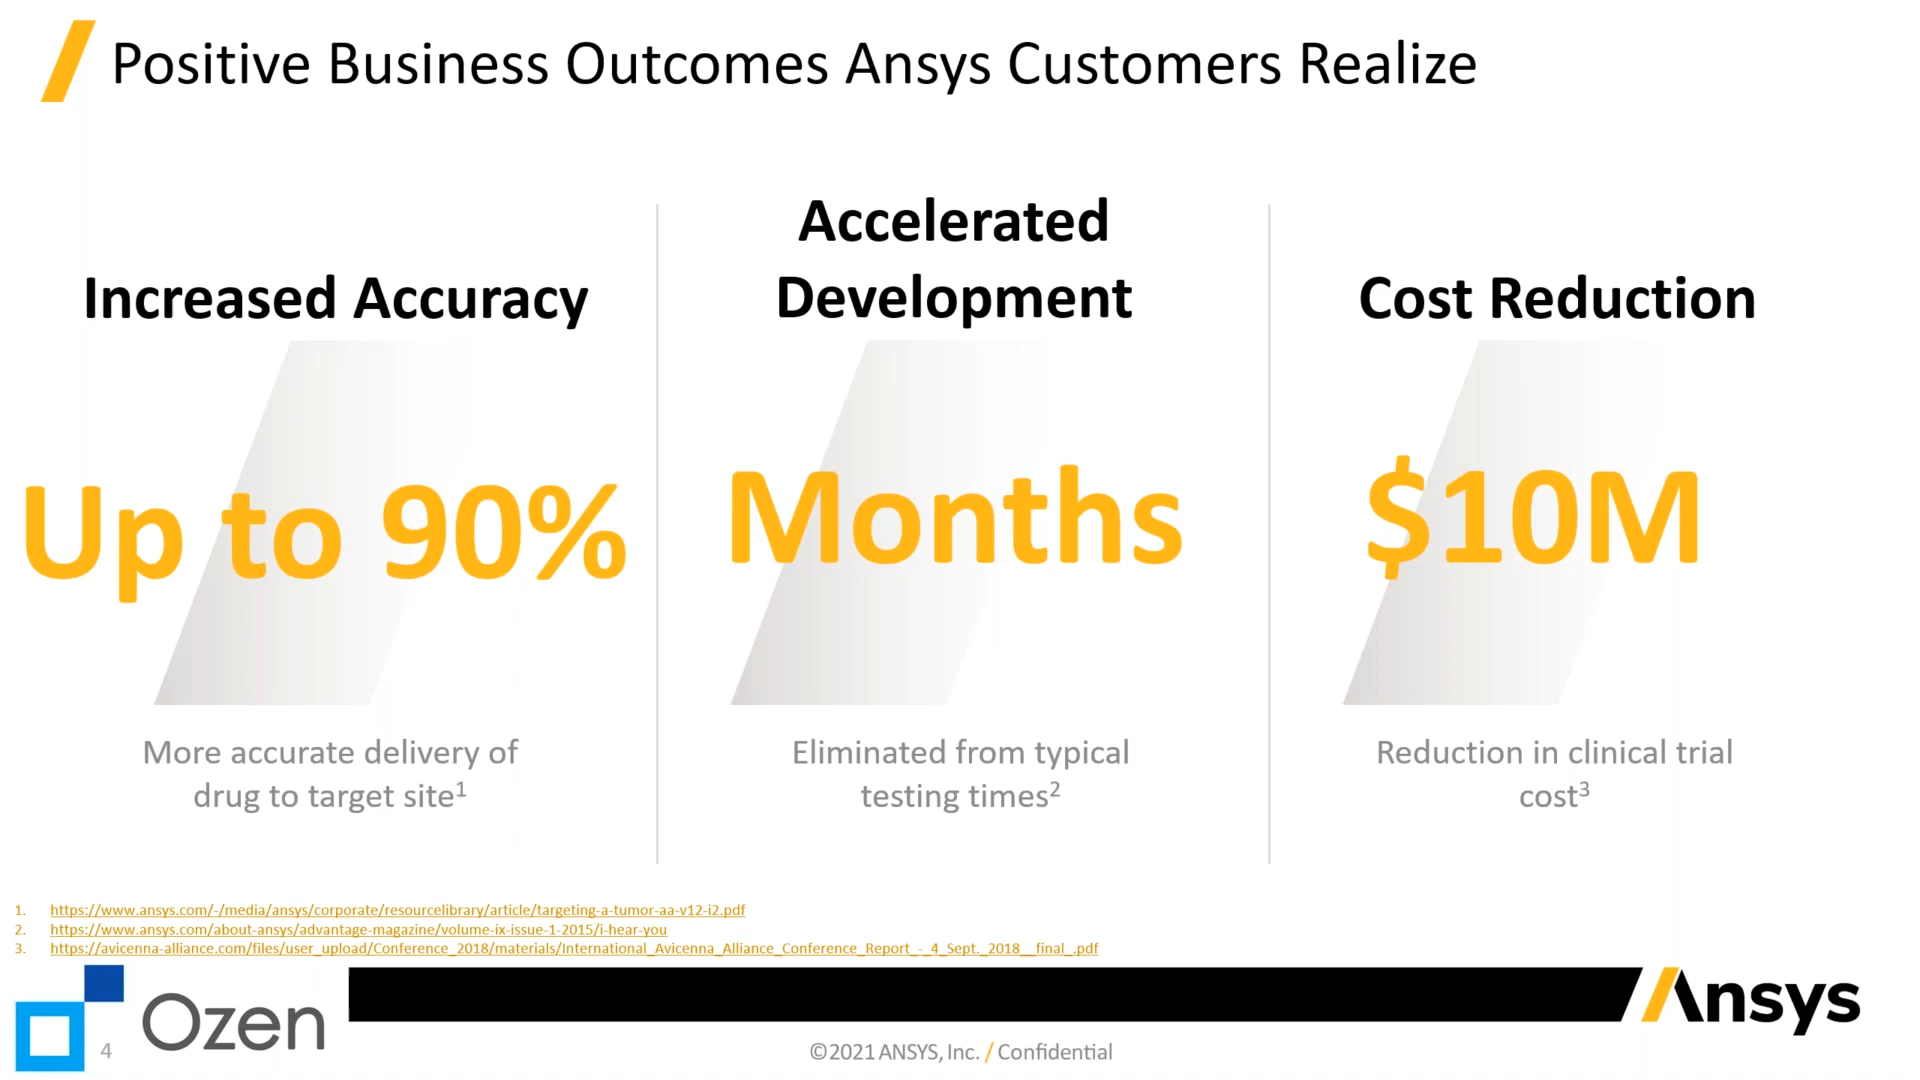 Positive Business Outcomes Ansys Customers Realize
Increased Accuracy
Up to 90%
More accurate delivery of
drug to target site1
Accelerated
Development
Months
Eliminated from typical
testing times2
Cost Reduction
$10M
Reduction in clinical trial
cost3
1. https://www.ansys.com/-/media/ansys/corporate/resourcelibrary/article/targeting-a-tumor-aa-v12-i2.pdf
2. https://www.ansys.com/about-ansys/advantage-magazine/volume-ix-issue-1-2015/i-hear-you
3. https://avicenna-alliance.com/files/user_upload/Conference_2018/materials/International_Avicenna_Alliance_Conference_Report_-_4_Sept._2018__final_.pdf
Ozen
4
©2021 ANSYS, Inc. / Confidential
Ansys